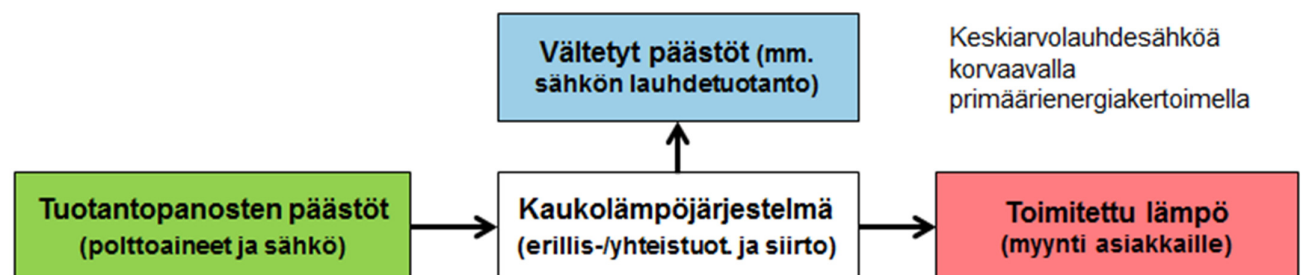 Vältetyt päästöt (mm.
sähkön lauhdetuotanto)
Keskiarvolauhdesähköä
korvaavalla
primäärienergiakertoimella
Tuotantopanosten päästöt
(polttoaineet ja sähkö)
Kaukolämpöjärjestelmä
(erillis-/yhteistuot. ja siirto)
Toimitettu lämpö
(myynti asiakkaille)